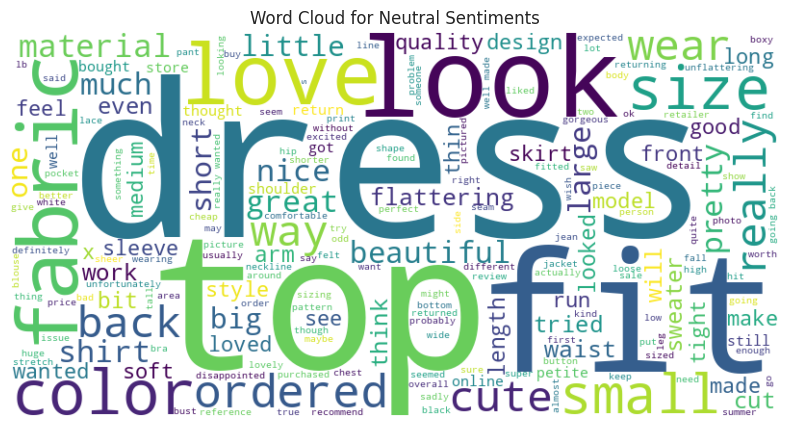 Word Cloud for Neutral Sentiments
material
bought
store
pant
said
looking
buy
little
line
love
look
quality
design
expected
lot
wear
long
boxy
returning
unflattering
body
lb
much
feel
even
thought
seem
return
print
without
excited
problem
someone
liked
well made
two
ok
retailer
size
find
gorgeous
fabric
one
well
lace
something
medium
time
short
neck
got
hip
shorter
shape
found
thin
pictured
skirt
fitted
saw
large
front
detail
good
show
really
going back
pocket
better
white
give
cheap
really wanted
nice
shoulder
great
comfortable
perfect
flattering
right
seam
wish
piece
model
person
pretty
quite
photo
dress
blouse
definitely
sheer
wearing
x
sleeve
may
way
try
odd
arm
say
felt
beautiful
want
side
jean
different
review
jacket
actually
looked
loose
sale
will
fall
high
hit
worth
work
unfortunately
picture
usually
neckline
around
top
fit
thing
price
bad
bit
tall
area
style
order
sizing
pattern
though
maybe
see
think
might
bottom
returned
probably
wide
length
run
kind
first
tried
button
low
leg
sized
put
sweater
tight
going
make
still
enough
issue
back
shirt
bra
big
loved
lovely
huge
stretch
wanted
soft
disappointed
purchased
chest
seemed
overall
sadly
black
sure
online
super
petite
waist
keep
need
made
go
color
bust
ordered
reference
true
recommend
cute
almost
small
cut
summer